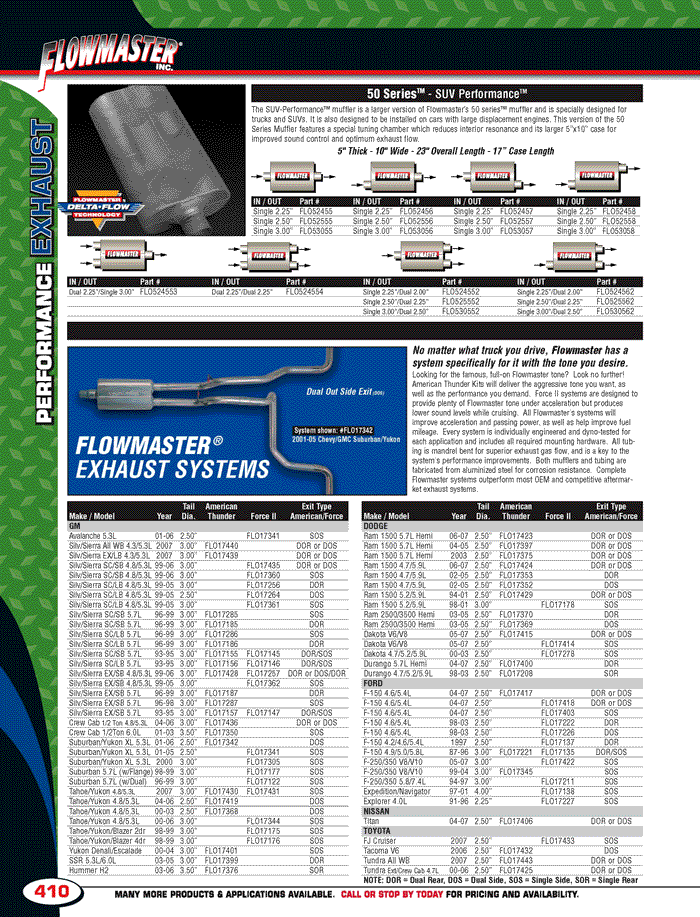 FLOWMASTER®
INC.
PERFORMANCE EXHAUST
50 Series™ - SUV Performance™
The SUV-Performance™ muffler is a larger version of Flowmaster's 50 series™ muffler and is specially designed for
trucks and SUVs. It is also designed to be installed on cars with large displacement engines. This version of the 50
Series Muffler features a special tuning chamber which reduces interior resonance and its larger 5"x10" case for
improved sound control and optimum exhaust flow.
5" Thick - 10" Wide - 23" Overall Length - 17" Case Length
FLOWMASTER
DELTA-FLOW
TECHNOLOGY
FLOWMASTER FLOWMASTER FLOWMASTER FLOWMASTER
IN / OUT Part # IN / OUT Part # IN / OUT Part # IN / OUT Part #
Single 2.25" FLO52455 Single 2.25" FLO52456 Single 2.25" FLO52457 Single 2.25" FLO52458
Single 2.50" FLO52555 Single 2.50" FLO52556 Single 2.50" FLO52557 Single 2.50" FLO52558
Single 3.00" FLO53055 Single 3.00" FLO53056 Single 3.00" FLO53057 Single 3.00" FLO53058
FLOWMASTER FLOWMASTER FLOWMASTER FLOWMASTER
IN / OUT Part # IN / OUT Part # IN / OUT Part # IN / OUT Part #
Dual 2.25"/Single 3.00" FLO524553 Dual 2.25"/Dual 2.25" FLO524554 Single 2.25"/Dual 2.00" FLO524552 Single 2.25"/Dual 2.00" FLO524562
Single 2.50"/Dual 2.25" FLO525552 Single 2.50"/Dual 2.25" FLO525562
Single 3.00"/Dual 2.50" FLO530552 Single 3.00"/Dual 2.50" FLO530562
Dual Out Side Exit (DOS)
System shown: #FLO17342
2001-05 Chevy/GMC Suburban/Yukon
FLOWMASTER®
EXHAUST SYSTEMS
No matter what truck you drive, Flowmaster has a
system specifically for it with the tone you desire.
Looking for the famous, full-on Flowmaster tone? Look no further!
American Thunder Kits will deliver the aggressive tone you want, as
well as the performance you demand. Force II systems are designed to
provide plenty of Flowmaster tone under acceleration but produces
lower sound levels while cruising. All Flowmaster's systems will
improve acceleration and passing power, as well as help improve fuel
mileage. Every system is individually engineered and dyno-tested for
each application and includes all required mounting hardware. All tub-
ing is mandrel bent for superior exhaust gas flow, and is a key to the
system's performance improvements. Both mufflers and tubing are
fabricated from aluminized steel for corrosion resistance. Complete
Flowmaster systems outperform most OEM and competitive aftermar-
ket exhaust systems.
Tail American Exit Type
Make / Model Year Dia. Thunder Force II American/Force
GM
Avalanche 5.3L 01-06 2.50" FLO17341 SOS
Silv/Sierra All WB 4.3/5.3L 2007 3.00" FLO17440 DOR or DOS
Silv/Sierra EX/LB 4.3/5.3L 2007 3.00" FLO17439 DOR or DOS
Silv/Sierra SC/SB 4.8/5.3L 99-06 3.00" FLO17435 DOR or DOS
Silv/Sierra SC/SB 4.8/5.3L 99-06 3.00" FLO17360 SOS
Silv/Sierra SC/LB 4.8/5.3L 99-05 3.00" FLO17256 DOR
Silv/Sierra SC/LB 4.8/5.3L 99-05 2.50" FLO17264 DOS
Silv/Sierra SC/LB 4.8/5.3L 99-05 3.00" FLO17361 SOS
Silv/Sierra SC/SB 5.7L 96-99 3.00" FLO17285 SOS
Silv/Sierra SC/SB 5.7L 96-99 3.00" FLO17185 DOR
Silv/Sierra SC/LB 5.7L 96-99 3.00" FLO17286 SOS
Silv/Sierra SC/LB 5.7L 96-99 3.00" FLO17186 DOR
Silv/Sierra SC/SB 5.7L 93-95 3.00" FLO17155 FLO17145 DOR/SOS
Silv/Sierra SC/LB 5.7L 93-95 3.00" FLO17156 FLO17146 DOR/SOS
Silv/Sierra EX/SB 4.8/5.3L 99-06 3.00" FLO17428 FLO17257 DOR or DOS/DOR
Silv/Sierra EX/SB 4.8/5.3L 99-06 3.00" FLO17362 SOS
Silv/Sierra EX/SB 5.7L 96-99 3.00" FLO17187 DOR
Silv/Sierra EX/SB 5.7L 96-98 3.00" FLO17287 SOS
Silv/Sierra EX/SB 5.7L 93-95 3.00" FLO17157 FLO17147 DOR/SOS
Crew Cab 1/2 Ton 4.8/5.3L 04-06 3.00" FLO17436 DOR or DOS
Crew Cab 1/2Ton 6.0L 01-03 3.50" FLO17350 SOS
Suburban/Yukon XL 5.3L 01-06 2.50" FLO17342 DOS
Suburban/Yukon XL 5.3L 01-05 2.50" FLO17341 SOS
Suburban/Yukon XL 5.3L 2000 3.00" FLO17305 SOS
Suburban 5.7L (w/Flange) 98-99 3.00" FLO17177 SOS
Suburban 5.7L (w/Dual) 96-99 3.00" FLO17122 SOS
Tahoe/Yukon 4.8/5.3L 2007 3.00" FLO17430 FLO17431 SOS
Tahoe/Yukon 4.8/5.3L 04-06 2.50" FLO17419 DOS
Tahoe/Yukon 4.8/5.3L 00-03 2.50" FLO17368 DOS
Tahoe/Yukon 4.8/5.3L 00-06 3.00" FLO17344 SOS
Tahoe/Yukon/Blazer 2dr 98-99 3.00" FLO17175 SOS
Tahoe/Yukon/Blazer 4dr 98-99 3.00" FLO17176 SOS
Yukon Denali/Escalade 00-04 3.00" FLO17401 SOS
SSR 5.3L/6.0L 03-05 3.00" FLO17399 DOR
Hummer H2 03-06 3.50" FLO17376 SOR
Tail American Exit Type
Make / Model Year Dia. Thunder Force II American/Force
DODGE
Ram 1500 5.7L Hemi 06-07 2.50" FLO17423 DOR or DOS
Ram 1500 5.7L Hemi 04-05 2.50" FLO17397 DOR or DOS
Ram 1500 5.7L Hemi 2003 2.50" FLO17375 DOR or DOS
Ram 1500 4.7/5.9L 06-07 2.50" FLO17424 DOR or DOS
Ram 1500 4.7/5.9L 02-05 2.50" FLO17353 DOR
Ram 1500 4.7/5.9L 02-05 2.50" FLO17352 DOS
Ram 1500 5.2/5.9L 94-01 2.50" FLO17429 DOR or DOS
Ram 1500 5.2/5.9L 98-01 3.00" FLO17178 SOS
Ram 2500/3500 Hemi 03-05 2.50" FLO17370 DOR
Ram 2500/3500 Hemi 03-05 2.50" FLO17369 DOS
Dakota V6/V8 05-07 2.50" FLO17415 DOR or DOS
Dakota V6/V8 05-07 2.50" FLO17414 SOS
Dakota 4.7/5.2/5.9L 00-03 2.50" FLO17278 SOS
Durango 5.7L Hemi 04-07 2.50" FLO17400 DOR
Durango 4.7/5.2/5.9L 98-03 2.50" FLO17208 SOR
FORD
F-150 4.6/5.4L 04-07 2.50" FLO17417 DOR or DOS
F-150 4.6/5.4L 04-07 2.50" FLO17418 DOR or DOS
F-150 4.6/5.4L 04-07 2.50" FLO17403 SOS
F-150 4.6/5.4L 98-03 2.50" FLO17222 DOR
F-150 4.6/5.4L 98-03 2.50" FLO17226 SOS
F-150 4.2/4.6/5.4L 1997 2.50" FLO17137 DOR
F-150 4.9/5.0/5.8L 87-96 3.00" FLO17221 FLO17135 DOR/SOS
F-250/350 V8/V10 05-07 3.00" FLO17422 SOS
F-250/350 V8/V10 99-04 3.00" FLO17345 SOS
F-250/350 5.8/7.4L 94-97 3.00" FLO17211 SOS
Expedition/Navigator 97-01 4.00" FLO17138 SOS
Explorer 4.0L 91-96 2.25" FLO17227 SOS
NISSAN
Titan 04-07 2.50" FLO17406 DOR or DOS
TOYOTA
FJ Cruiser 2007 2.50" FLO17433 SOS
Tacoma V6 2006 2.50" FLO17432 DOS
Tundra All WB 2007 2.50" FLO17443 DOR or DOS
Tundra Ext/Crew Cab 4.7L 00-06 2.50" FLO17425 DOR or DOS
NOTE: DOR = Dual Rear, DOS = Dual Side, SOS = Single Side, SOR = Single Rear
410
MANY MORE PRODUCTS & APPLICATIONS AVAILABLE. CALL OR STOP BY TODAY FOR PRICING AND AVAILABILITY.